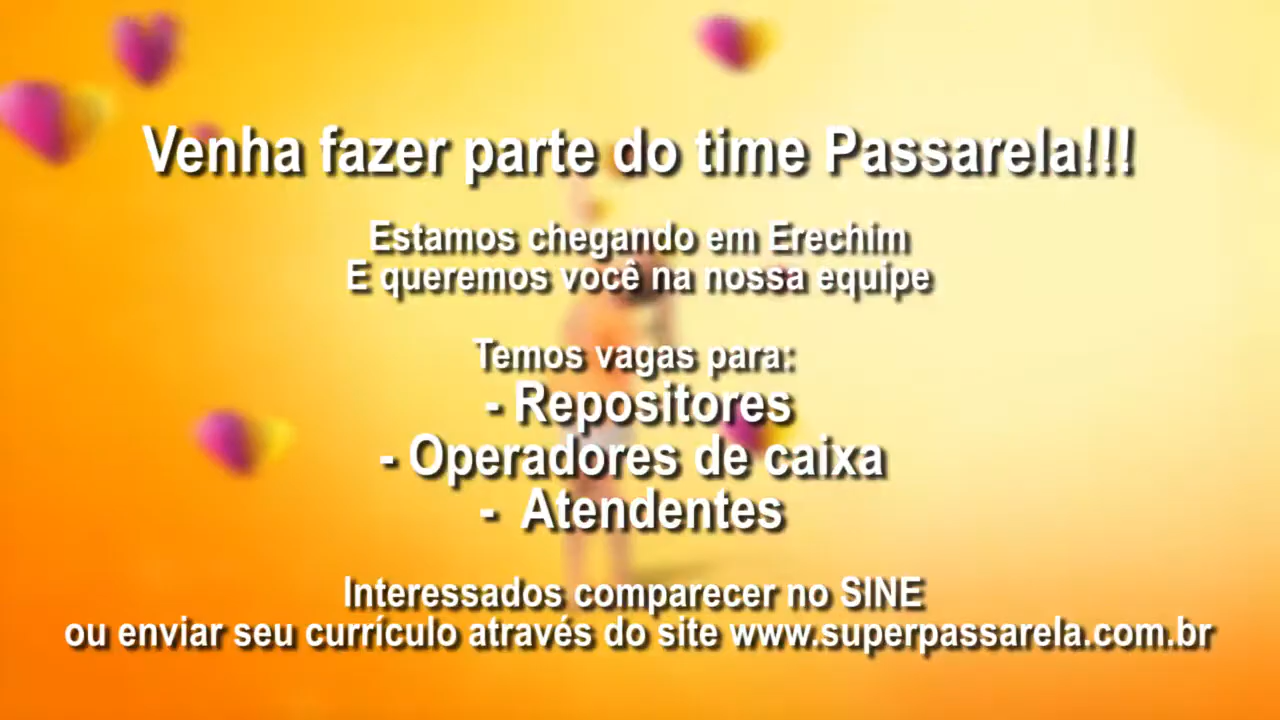 Venha fazer parte do time Passarela!!!
Estamos chegando em Erechim
E queremos você na nossa equipe
Temos vagas para:
- Repositores
- Operadores de caixa
- Atendentes
Interessados comparecer no SINE
ou enviar seu currículo através do site www.superpassarela.com.br